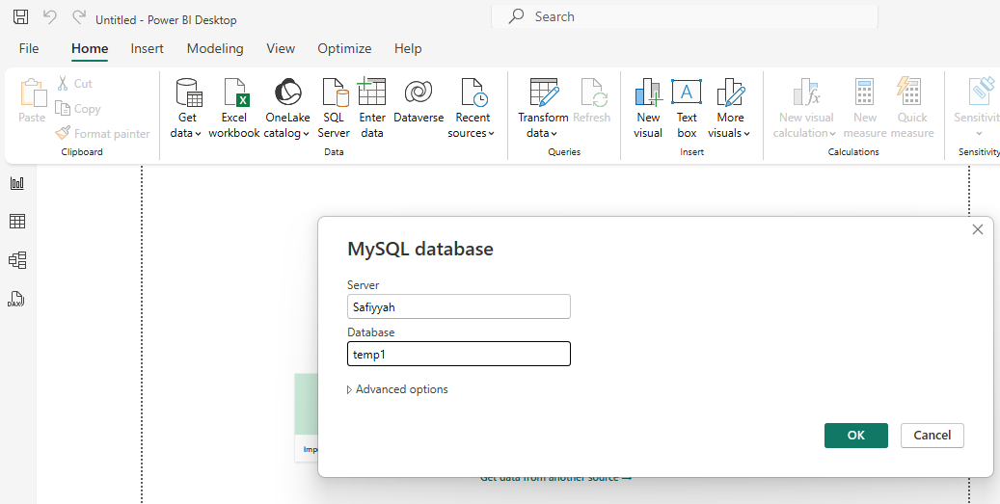 Untitled - Power BI Desktop
Search
File Home Insert Modeling View Optimize Help
Paste
Cut
Copy
Format painter
Clipboard
Get data
Excel workbook
OneLake catalog
SQL Server
Enter data
Dataverse
Recent sources
Data
Transform data
Refresh
Queries
New visual
Text box
A
More visuals
Insert
New visual calculation
New measure
Quick measure
Calculations
Sensitivit
Sensitivity
DAX
MySQL database
Server
Safiyyah
Database
temp1
Advanced options
OK Cancel
Imp
Get data from another source →